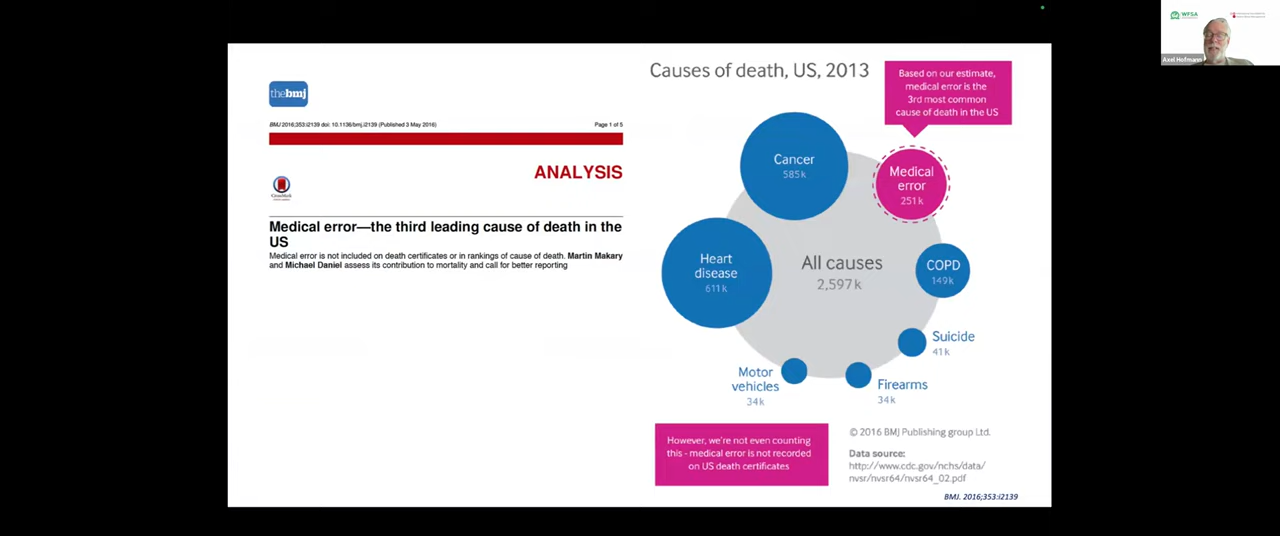 WFSA
Axel Hofmann
thebmj
BMJ 2016;353:i2139 doi: 10.1136/bmj.i2139 (Published 3 May 2016)
Page 1 of 5
ANALYSIS
Medical error—the third leading cause of death in the
US
Medical error is not included on death certificates or in rankings of cause of death. Martin Makary
and Michael Daniel assess its contribution to mortality and call for better reporting
Causes of death, US, 2013
Based on our estimate,
medical error is the
3rd most common
cause of death in the US
Cancer
585k
Medical
error
251k
Heart
disease
611k
All causes
2,597k
COPD
149k
Suicide
41k
Motor
vehicles
34k
Firearms
34k
However, we're not even counting
this - medical error is not recorded
on US death certificates
© 2016 BMJ Publishing group Ltd.
Data source:
http://www.cdc.gov/nchs/data/
nvsr/nvsr64/nvsr64_02.pdf
BMJ. 2016;353:i2139